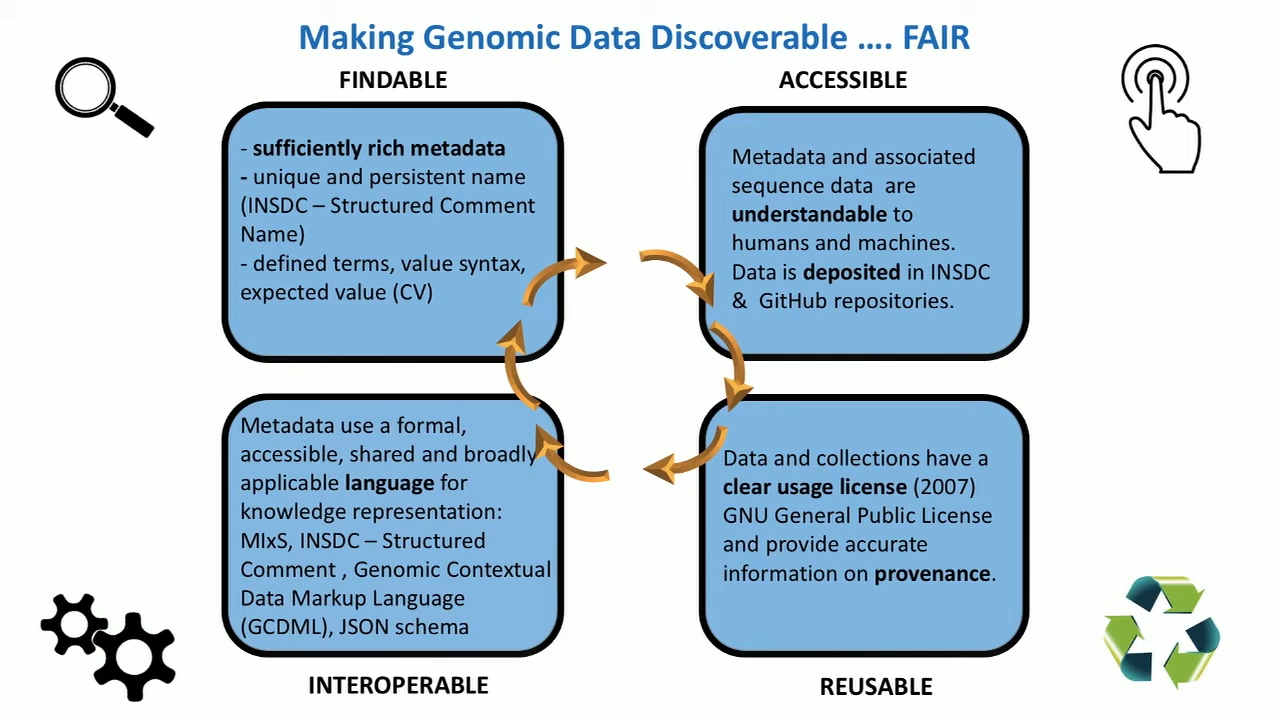 Making Genomic Data Discoverable .... FAIR
FINDABLE
- sufficiently rich metadata
- unique and persistent name
(INSDC – Structured Comment
Name)
- defined terms, value syntax,
expected value (CV)
ACCESSIBLE
Metadata and associated
sequence data are
understandable to
humans and machines.
Data is deposited in INSDC
& GitHub repositories.
Metadata use a formal,
accessible, shared and broadly
applicable language for
knowledge representation:
MIxS, INSDC – Structured
Comment , Genomic Contextual
Data Markup Language
(GCDML), JSON schema
INTEROPERABLE
Data and collections have a
clear usage license (2007)
GNU General Public License
and provide accurate
information on provenance.
REUSABLE